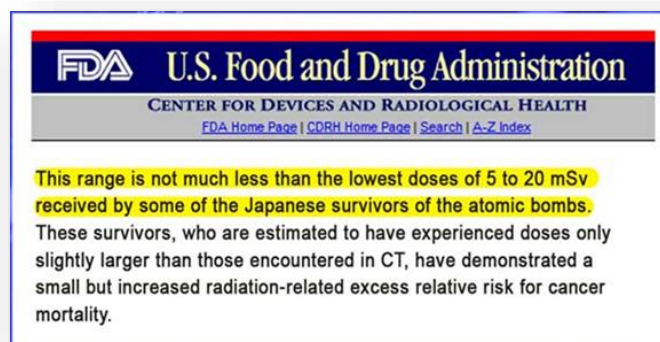 FDA U.S. Food and Drug Administration
CENTER FOR DEVICES AND RADIOLOGICAL HEALTH
FDA Home Page | CDRH Home Page | Search | A-Z Index
This range is not much less than the lowest doses of 5 to 20 mSv
received by some of the Japanese survivors of the atomic bombs.
These survivors, who are estimated to have experienced doses only
slightly larger than those encountered in CT, have demonstrated a
small but increased radiation-related excess relative risk for cancer
mortality.